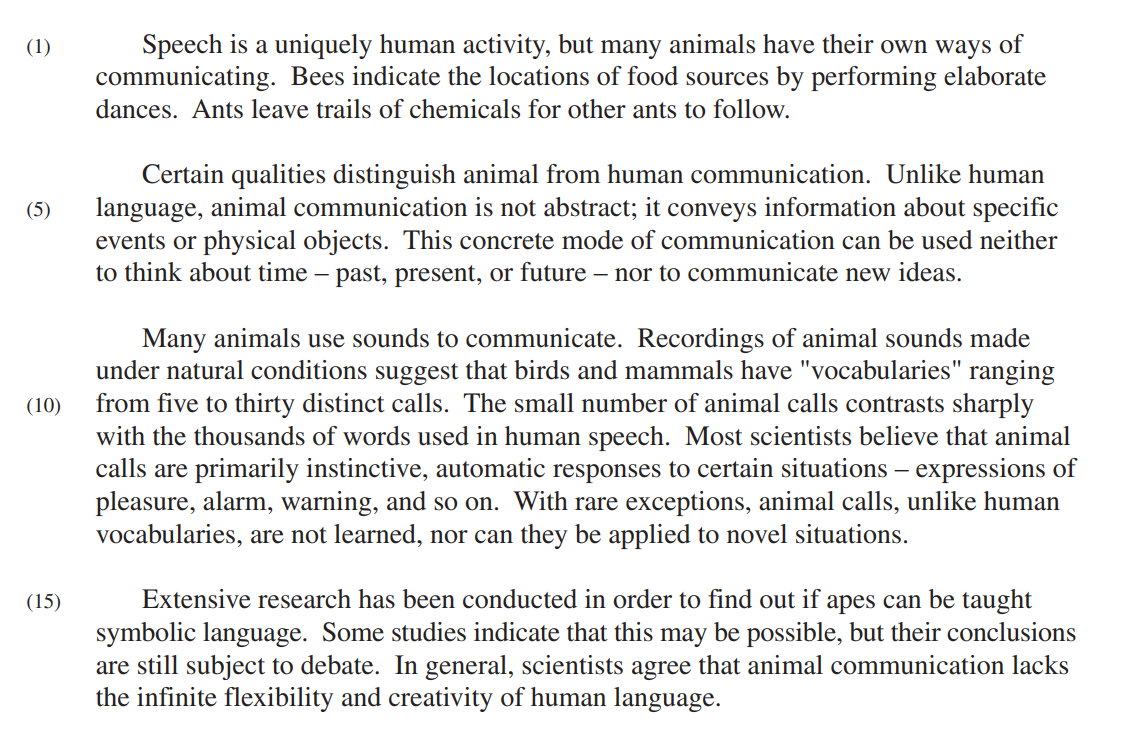 (1) Speech is a uniquely human activity, but many animals have their own ways of
communicating. Bees indicate the locations of food sources by performing elaborate
dances. Ants leave trails of chemicals for other ants to follow.
Certain qualities distinguish animal from human communication. Unlike human
(5) language, animal communication is not abstract; it conveys information about specific
events or physical objects. This concrete mode of communication can be used neither
to think about time – past, present, or future – nor to communicate new ideas.
Many animals use sounds to communicate. Recordings of animal sounds made
under natural conditions suggest that birds and mammals have "vocabularies" ranging
(10) from five to thirty distinct calls. The small number of animal calls contrasts sharply
with the thousands of words used in human speech. Most scientists believe that animal
calls are primarily instinctive, automatic responses to certain situations – expressions of
pleasure, alarm, warning, and so on. With rare exceptions, animal calls, unlike human
vocabularies, are not learned, nor can they be applied to novel situations.
(15) Extensive research has been conducted in order to find out if apes can be taught
symbolic language. Some studies indicate that this may be possible, but their conclusions
are still subject to debate. In general, scientists agree that animal communication lacks
the infinite flexibility and creativity of human language.